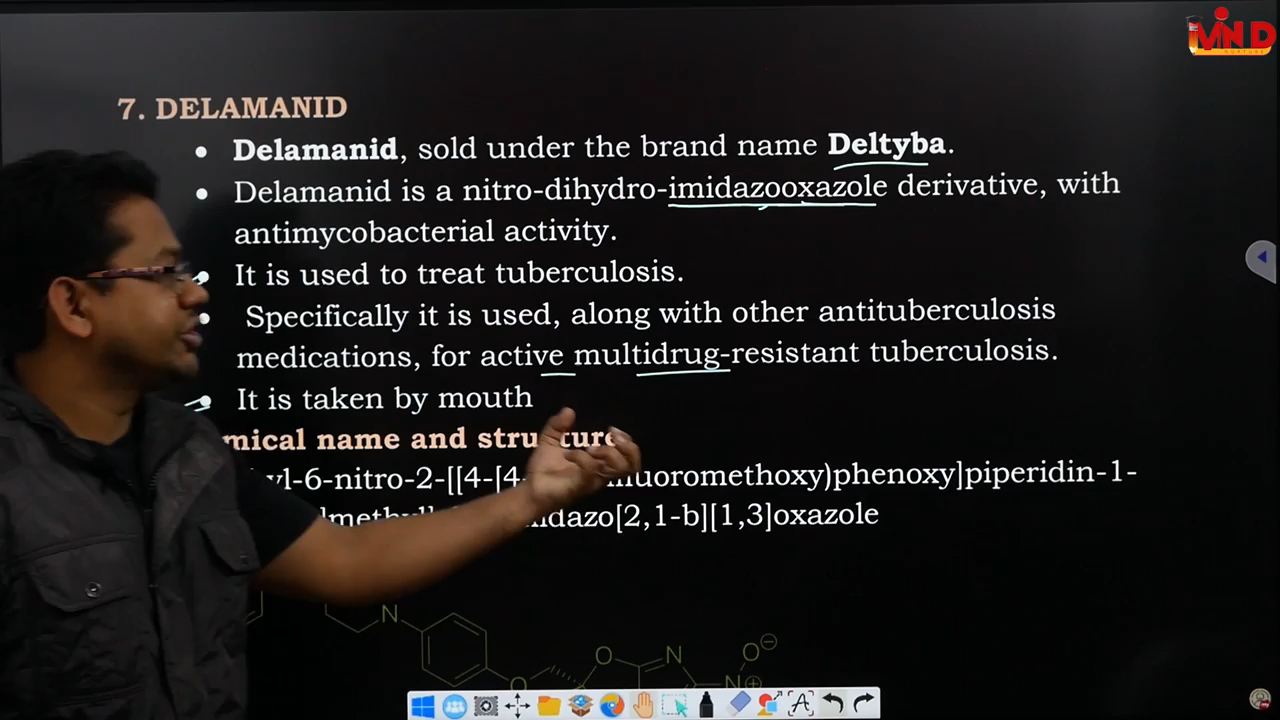 MIND
NURTURE
7. DELAMANID
Delamanid, sold under the brand name Deltyba.
Delamanid is a nitro-dihydro-imidazooxazole derivative, with
antimycobacterial activity.
It is used to treat tuberculosis.
Specifically it is used, along with other antituberculosis
medications, for active multidrug-resistant tuberculosis.
It is taken by mouth
name and structure
-6-nitro-2-[[4-[4- phenoxy]piperidin-1-
[2,1-b][1,3]oxazole
N
O
O N O⊖
N⊕